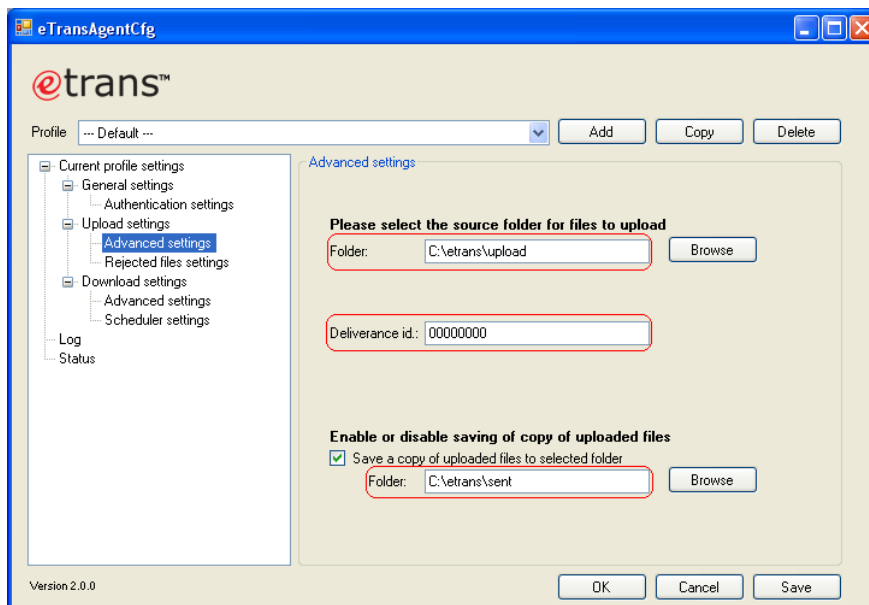 eTransAgentCfg
etrans™
Profile --- Default --- Add Copy Delete
Current profile settings
General settings
Authentication settings
Upload settings
Advanced settings
Rejected files settings
Download settings
Advanced settings
Scheduler settings
Log
Status
Advanced settings
Please select the source folder for files to upload
Folder: C:\etrans\upload Browse
Deliverance id.: 00000000
Enable or disable saving of copy of uploaded files
Save a copy of uploaded files to selected folder
Folder: C:\etrans\sent Browse
Version 2.0.0
OK Cancel Save